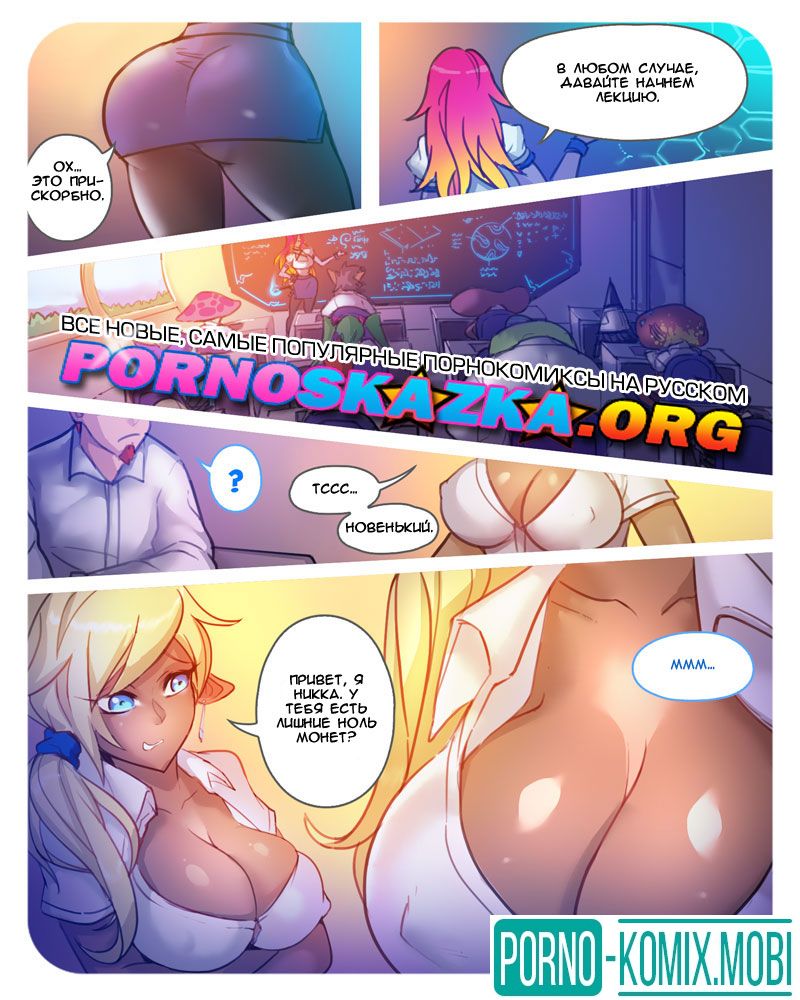 ОХ...
ЭТО ПРИ-
СКОРБНО.
В ЛЮБОМ СЛУЧАЕ,
ДАВАЙТЕ НАЧНЕМ
ЛЕКЦИЮ.
ВСЕ НОВЫЕ, САМЫЕ ПОПУЛЯРНЫЕ ПОРНОКОМИКСЫ НА РУССКОМ
PORNOSKAZKA.ORG
?
ТССС...
НОВЕНЬКИЙ.
ПРИВЕТ, Я
НИККА. У
ТЕБЯ ЕСТЬ
ЛИШНИЕ НОЛЬ
МОНЕТ?
МММ...
PORNO-KOMIX.MOBI